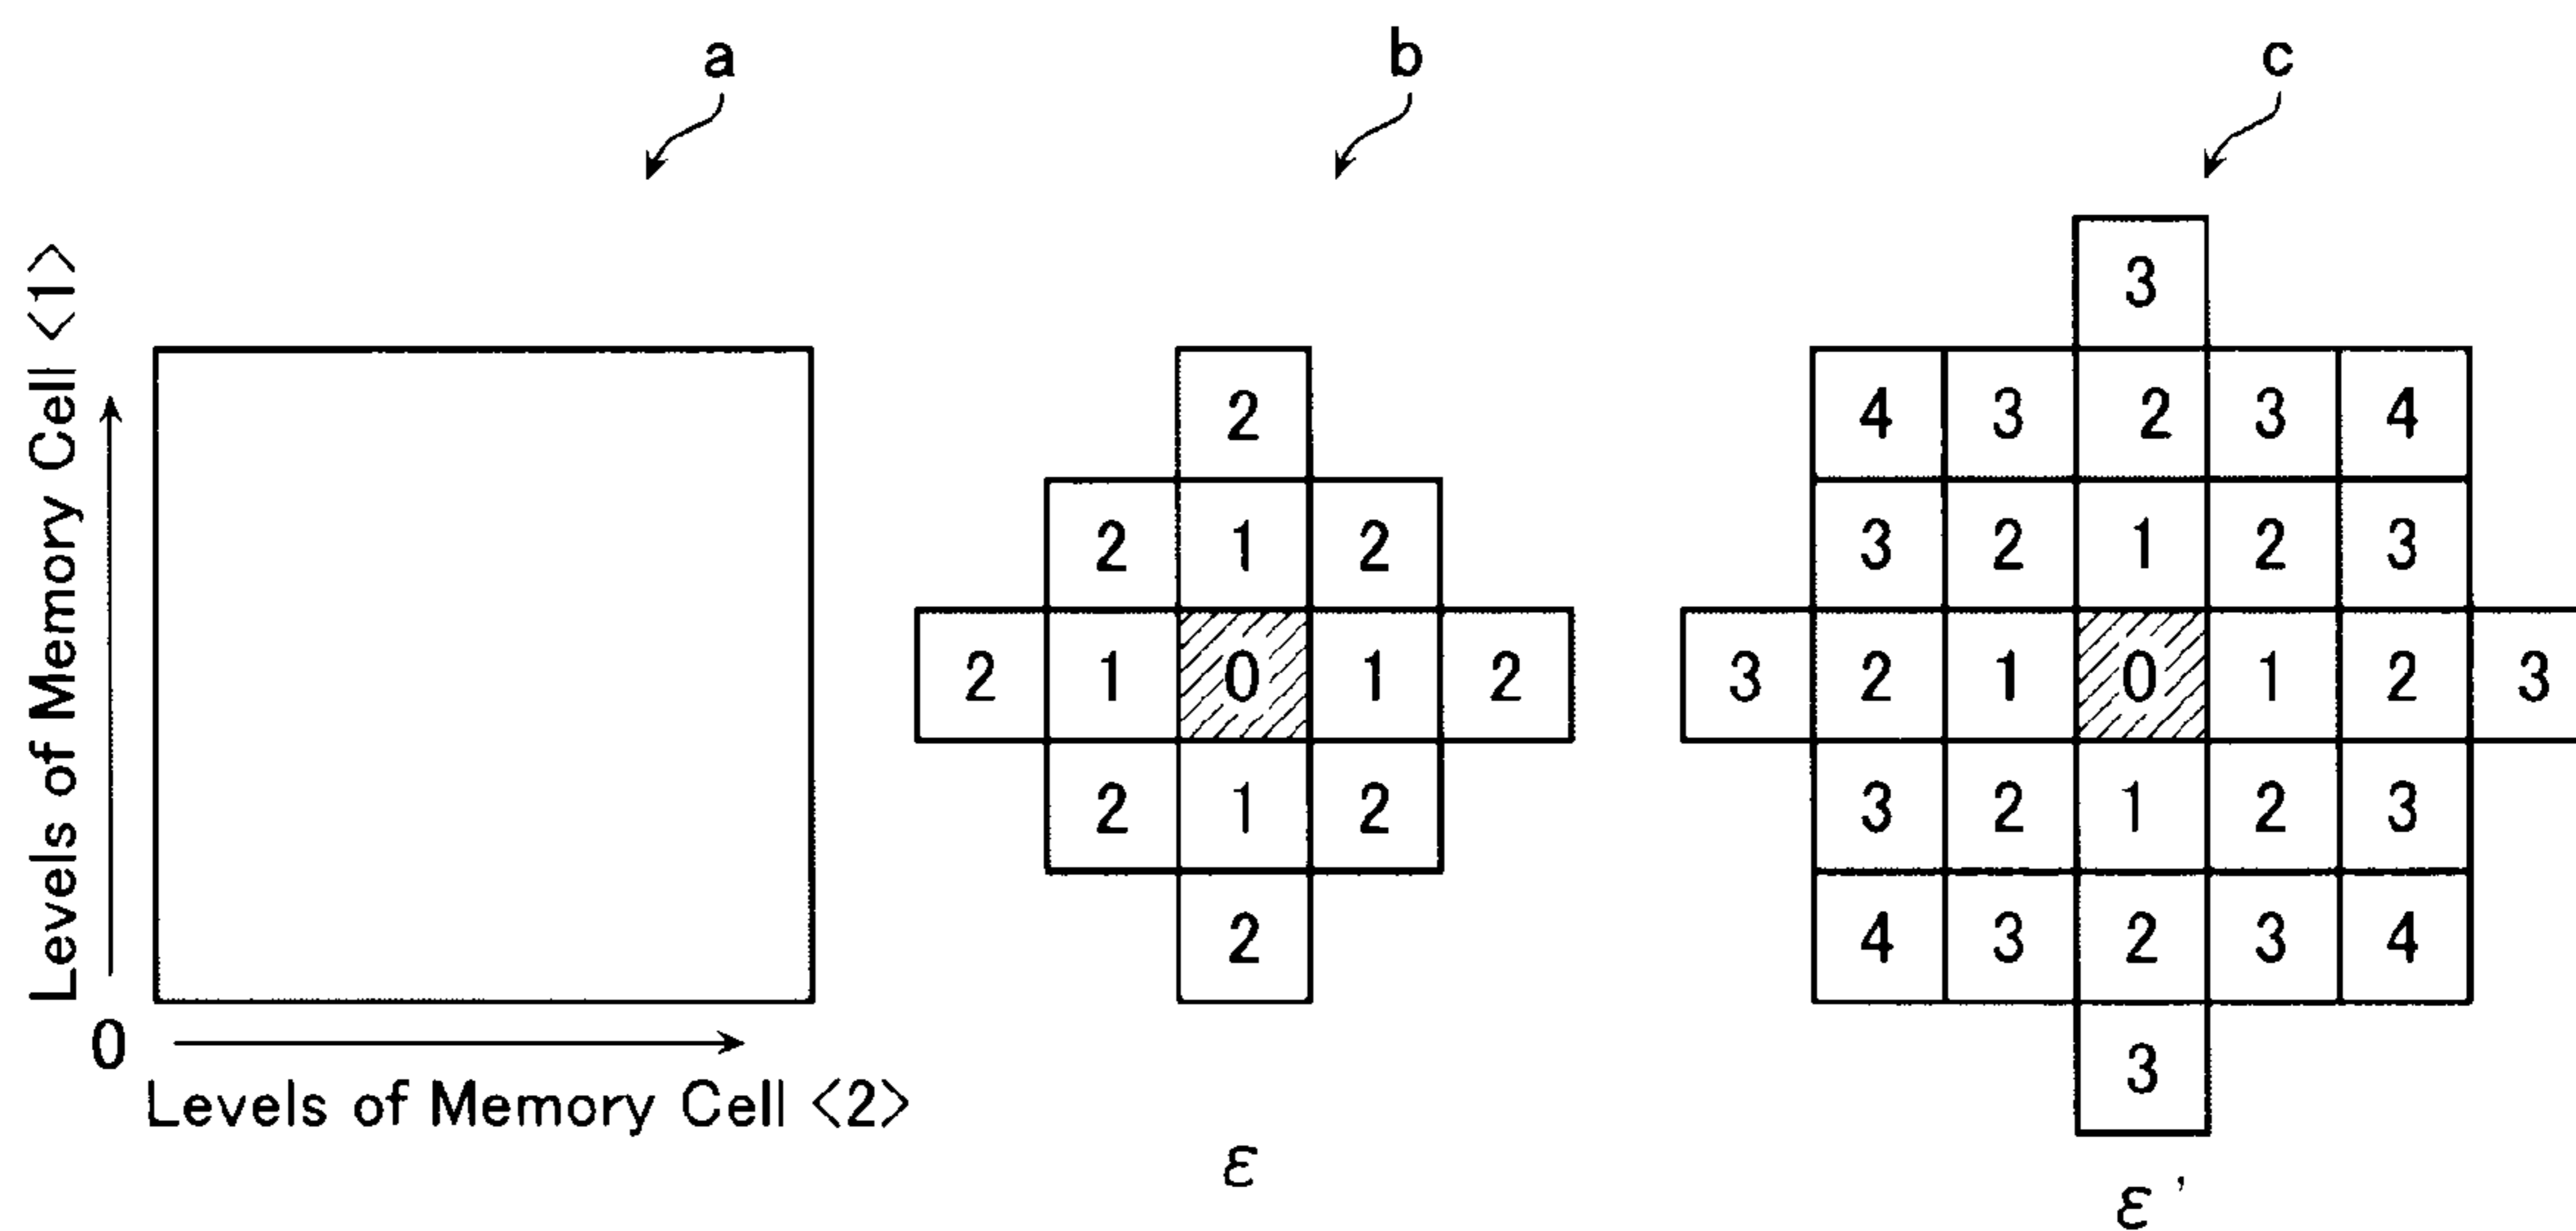 a b c
Levels of Memory Cell <1>
3
2 4 3 2 3 4
2 1 2 3 2 1 2 3
2 1 0 1 2 3 2 1 0 1 2 3
2 1 2 3 2 1 2 3
2 4 3 2 3 4
0
Levels of Memory Cell <2>
3
ε
ε'